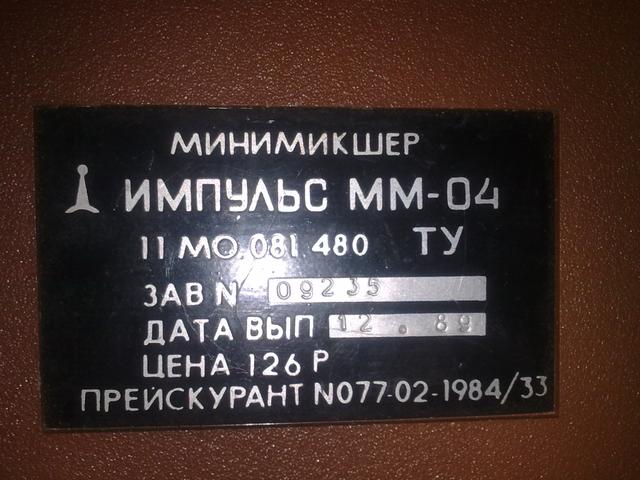 МИНИМИКШЕР
ИМПУЛЬС ММ-04
11 МО.081 480 ТУ
ЗАВ N 09235
ДАТА ВЫП 12.89
ЦЕНА 126 Р
ПРЕЙСКУРАНТ N077-02-1984/33